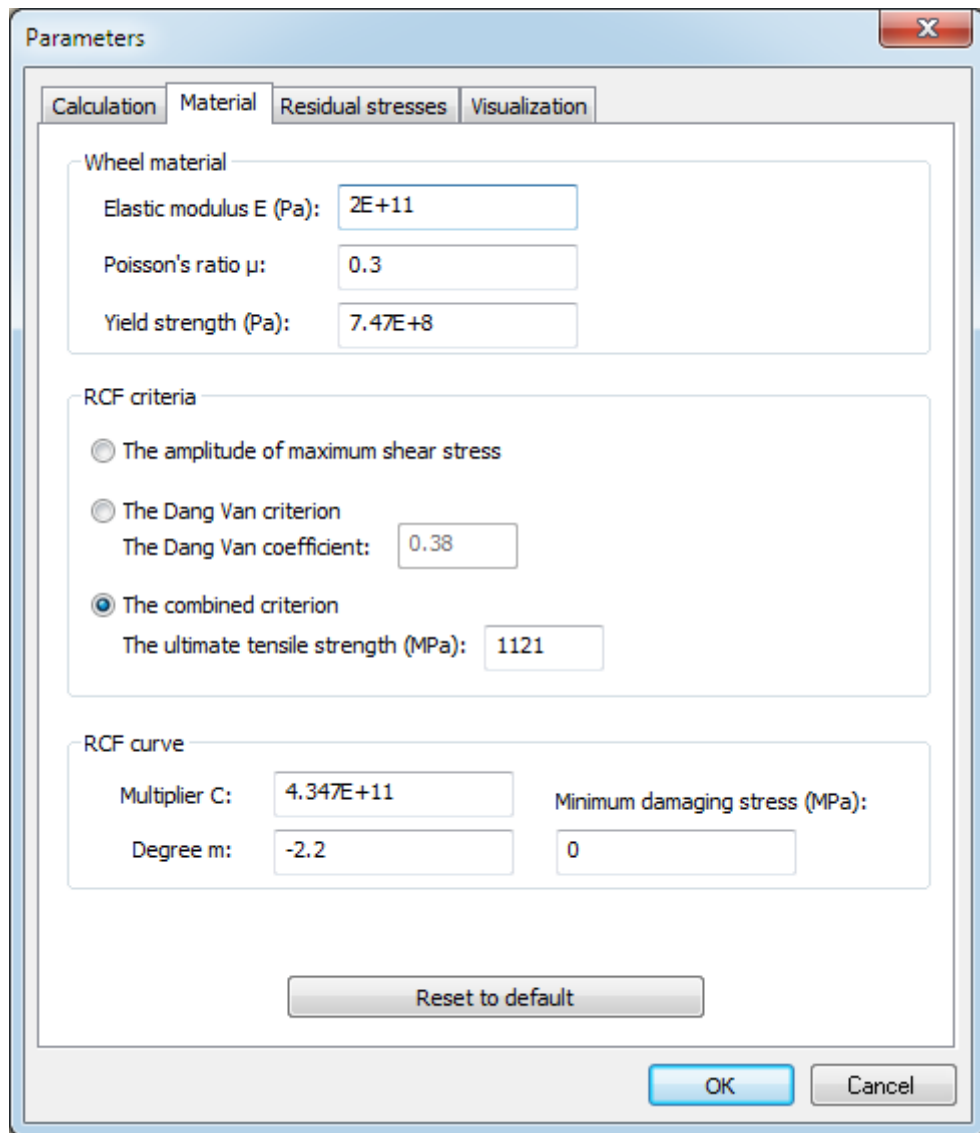 Parameters
Calculation Material Residual stresses Visualization
Wheel material
Elastic modulus E (Pa): 2E+11
Poisson's ratio μ: 0.3
Yield strength (Pa): 7.47E+8
RCF criteria
The amplitude of maximum shear stress
The Dang Van criterion
The Dang Van coefficient: 0.38
The combined criterion
The ultimate tensile strength (MPa): 1121
RCF curve
Multiplier C: 4.347E+11
Minimum damaging stress (MPa):
Degree m: -2.2 0
Reset to default
OK Cancel